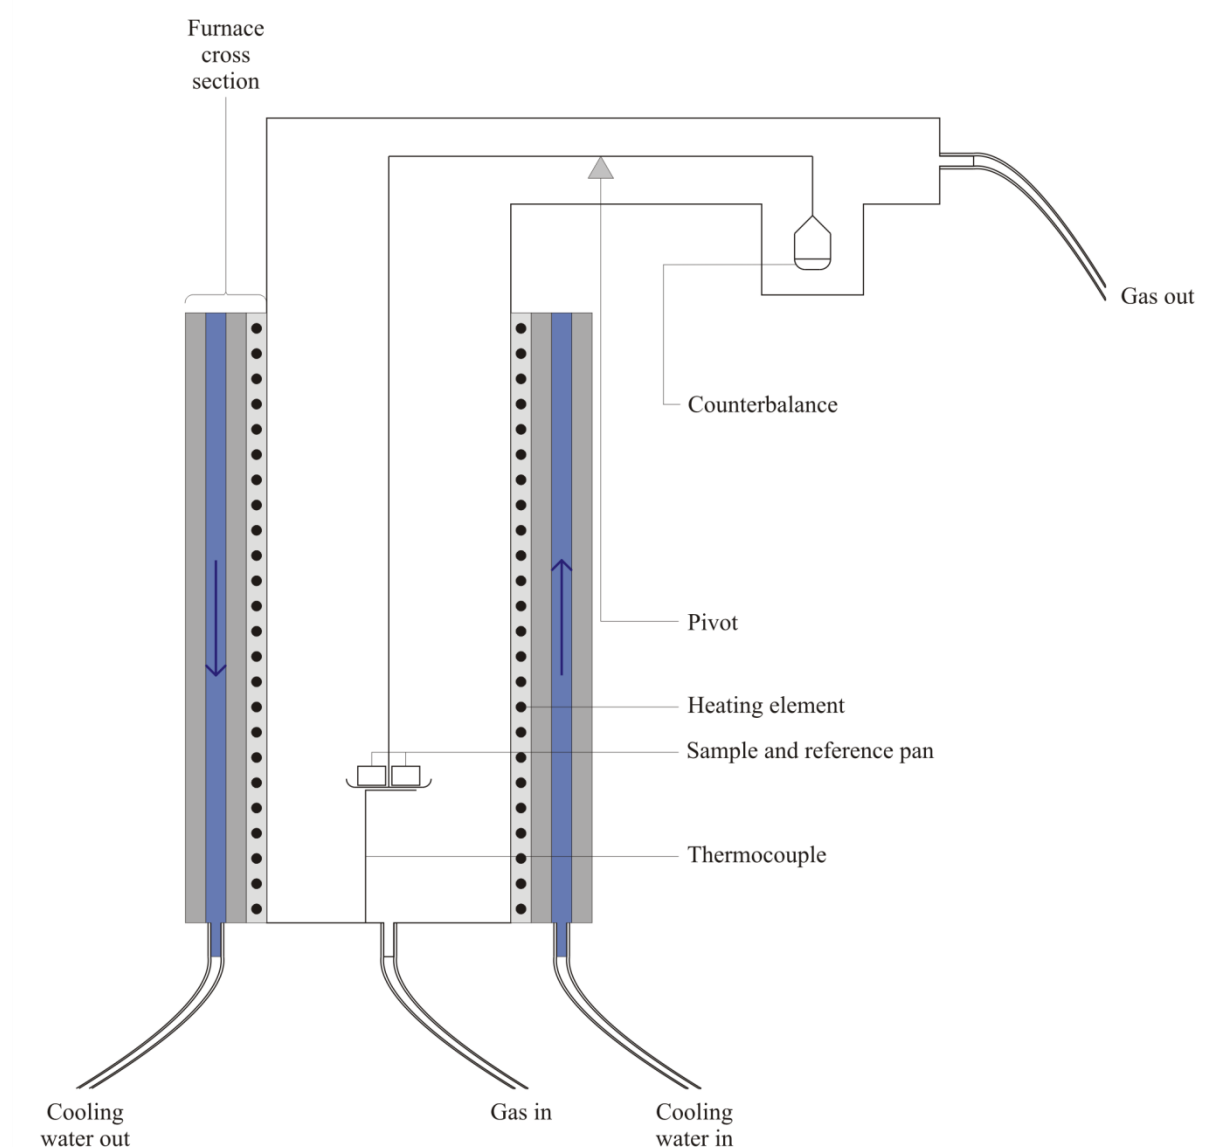 Furnace
cross
section
Gas out
Counterbalance
Pivot
Heating element
Sample and reference pan
Thermocouple
Cooling
water out
Gas in
Cooling
water in